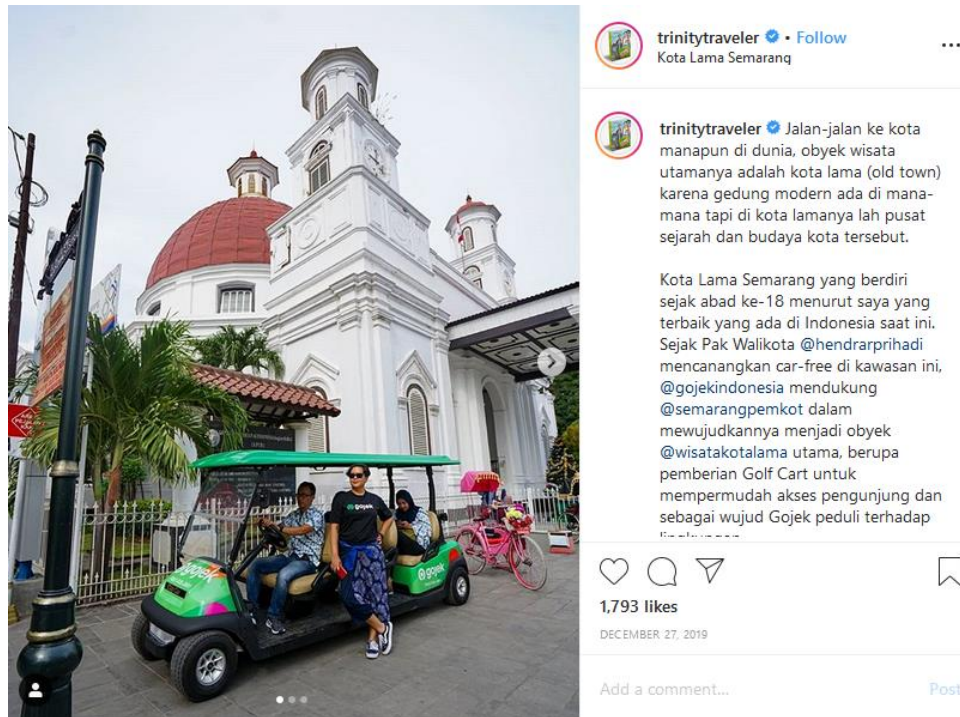 trinitytraveler • Follow
Kota Lama Semarang
trinitytraveler Jalan-jalan ke kota
manapun di dunia, obyek wisata
utamanya adalah kota lama (old town)
karena gedung modern ada di mana-
mana tapi di kota lamanya lah pusat
sejarah dan budaya kota tersebut.
Kota Lama Semarang yang berdiri
sejak abad ke-18 menurut saya yang
terbaik yang ada di Indonesia saat ini.
Sejak Pak Walikota @hendrarprihadi
mencanangkan car-free di kawasan ini,
@gojekindonesia mendukung
@semarangpemkot dalam
mewujudkannya menjadi obyek
@wisatakotalama utama, berupa
pemberian Golf Cart untuk
mempermudah akses pengunjung dan
sebagai wujud Gojek peduli terhadap
lingkungan
1,793 likes
DECEMBER 27, 2019
Add a comment...
Post
gojek
gojek
gojek